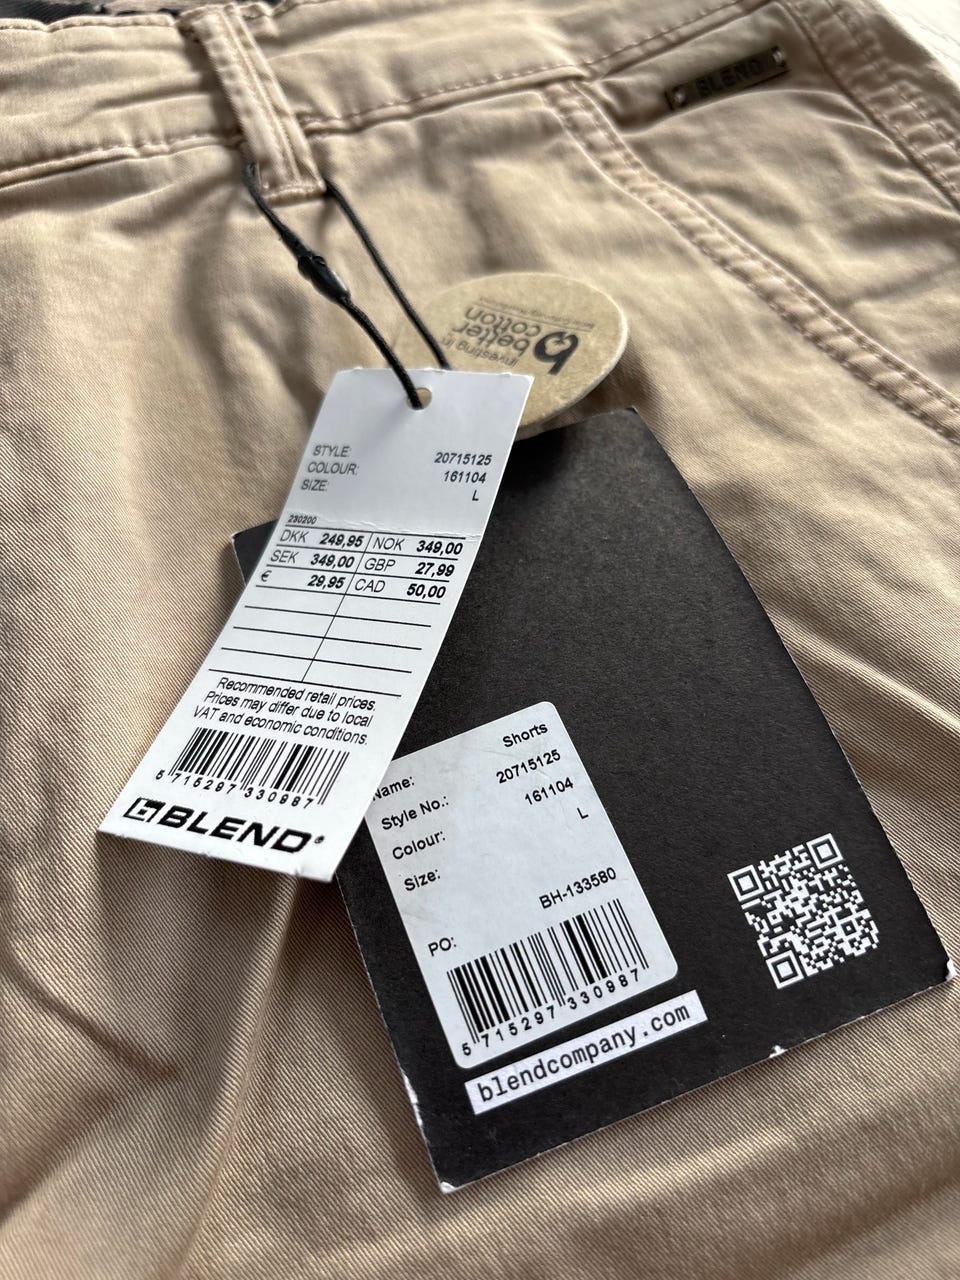 BLEND
investing in
better
cotton
STYLE: 20715125
COLOUR: 161104
SIZE: L
230200
DKK 249,95 NOK 349,00
SEK 349,00 GBP 27,99
€ 29,95 CAD 50,00
Recommended retail prices.
Prices may differ due to local
VAT and economic conditions.
5 715297 330987
BLEND
Name: Shorts
Style No.: 20715125
Colour: 161104
Size: L
PO: BH-133580
5 715297 330987
blendcompany.com